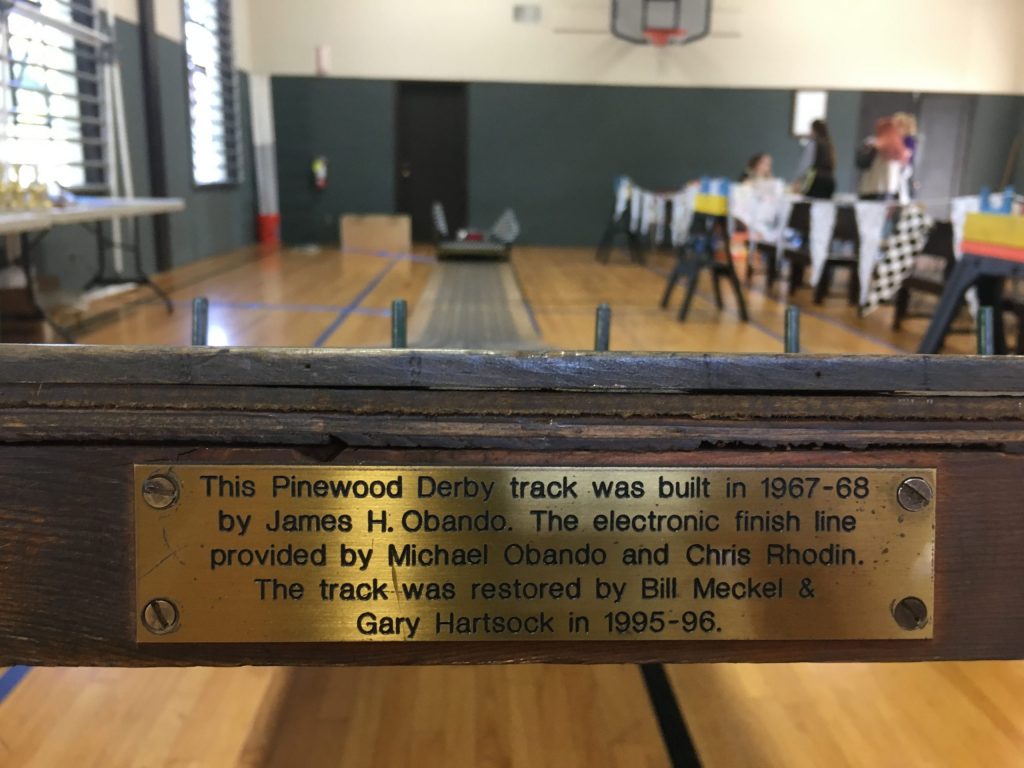 This Pinewood Derby track was built in 1967-68
by James H. Obando. The electronic finish line
provided by Michael Obando and Chris Rhodin.
The track was restored by Bill Meckel &
Gary Hartsock in 1995-96.